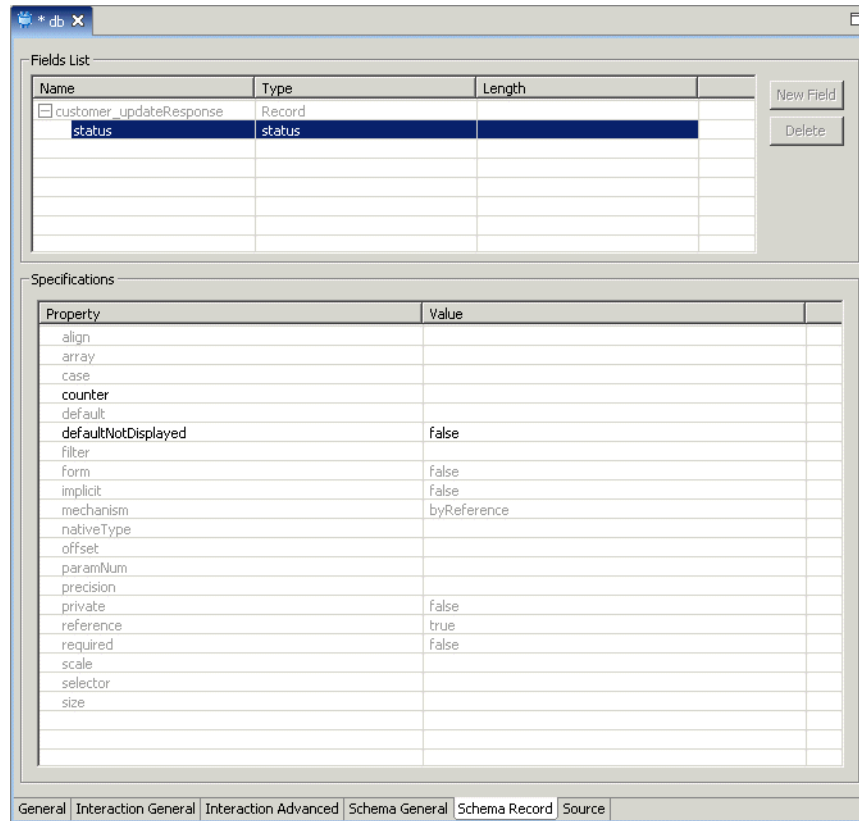 * db
Fields List
Name Type Length
customer_updateResponse Record
status status
New Field
Delete
Specifications
Property Value
align
array
case
counter
default
defaultNotDisplayed false
filter
form false
implicit false
mechanism byReference
nativeType
offset
paramNum
precision
private false
reference true
required false
scale
selector
size
General Interaction General Interaction Advanced Schema General Schema Record Source